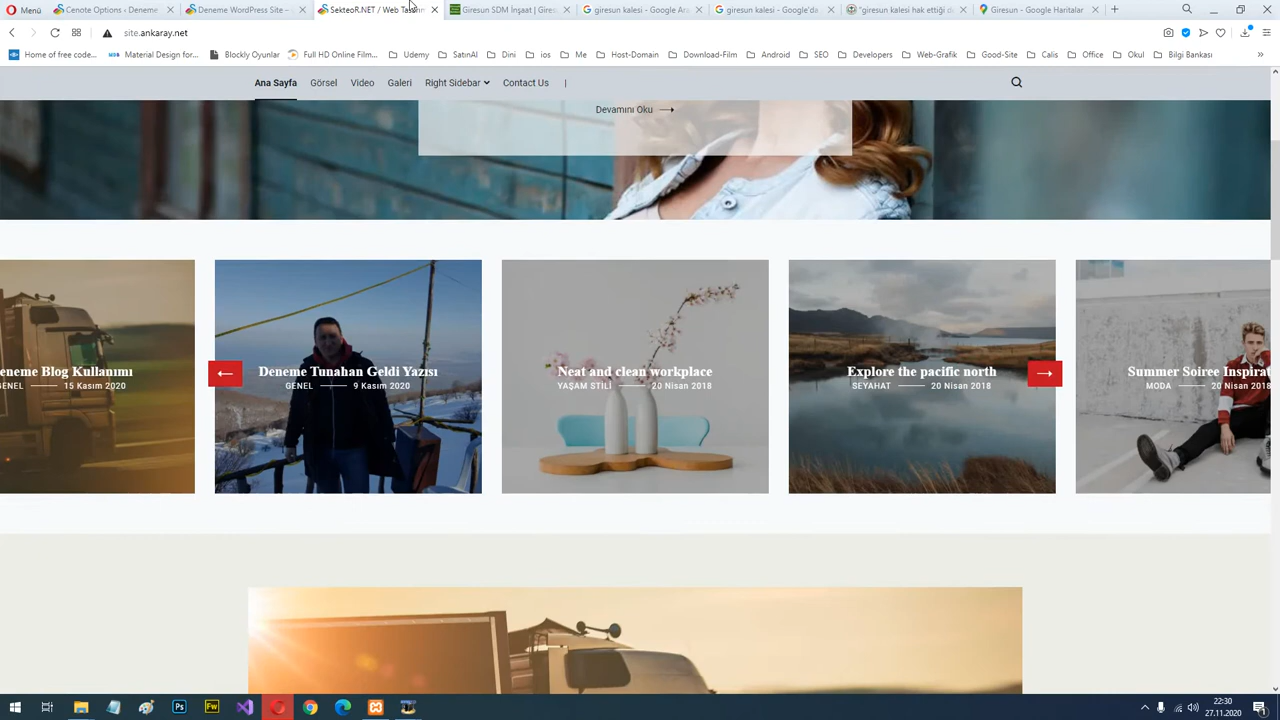 Menü
Cenote Options ‹ Deneme
Deneme WordPress Site –
SekteoR.NET / Web
Giresun SDM İnşaat | Gires
giresun kalesi - Google Ara
giresun kalesi - Google'da
"giresun kalesi hak ettiği d
Giresun - Google Haritalar
site.ankaray.net
Home of free code...
Material Design for...
Blockly Oyunlar
Full HD Online Film...
Udemy
SatınAl
Dini
ios
Me
Host-Domain
Download-Film
Android
SEO
Developers
Web-Grafik
Good-Site
Calis
Office
Okul
Bilgi Bankası
Ana Sayfa
Görsel
Video
Galeri
Right Sidebar
Contact Us
Devamını Oku
eneme Blog Kullanımı
GENEL 15 Kasım 2020
Deneme Tunahan Geldi Yazısı
GENEL 9 Kasım 2020
Neat and clean workplace
YAŞAM STİLİ 20 Nisan 2018
Explore the pacific north
SEYAHAT 20 Nisan 2018
Summer Soiree Inspirat
MODA 20 Nisan 201
22:30
27.11.2020